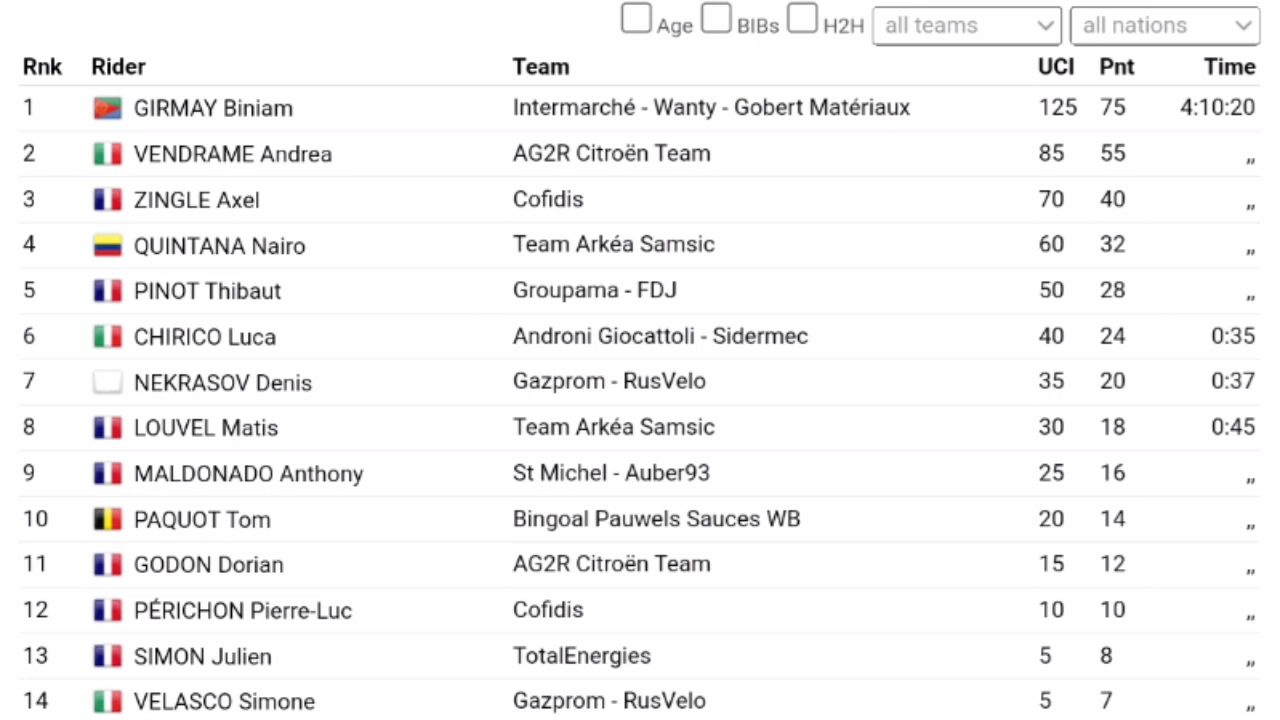 Age BIBs H2H all teams all nations
Rnk Rider Team UCI Pnt Time
1 GIRMAY Biniam Intermarché - Wanty - Gobert Matériaux 125 75 4:10:20
2 VENDRAME Andrea AG2R Citroën Team 85 55 ,,
3 ZINGLE Axel Cofidis 70 40 ,,
4 QUINTANA Nairo Team Arkéa Samsic 60 32 ,,
5 PINOT Thibaut Groupama - FDJ 50 28 ,,
6 CHIRICO Luca Androni Giocattoli - Sidermec 40 24 0:35
7 NEKRASOV Denis Gazprom - RusVelo 35 20 0:37
8 LOUVEL Matis Team Arkéa Samsic 30 18 0:45
9 MALDONADO Anthony St Michel - Auber93 25 16 ,,
10 PAQUOT Tom Bingoal Pauwels Sauces WB 20 14 ,,
11 GODON Dorian AG2R Citroën Team 15 12 ,,
12 PÉRICHON Pierre-Luc Cofidis 10 10 ,,
13 SIMON Julien TotalEnergies 5 8 ,,
14 VELASCO Simone Gazprom - RusVelo 5 7 ,,